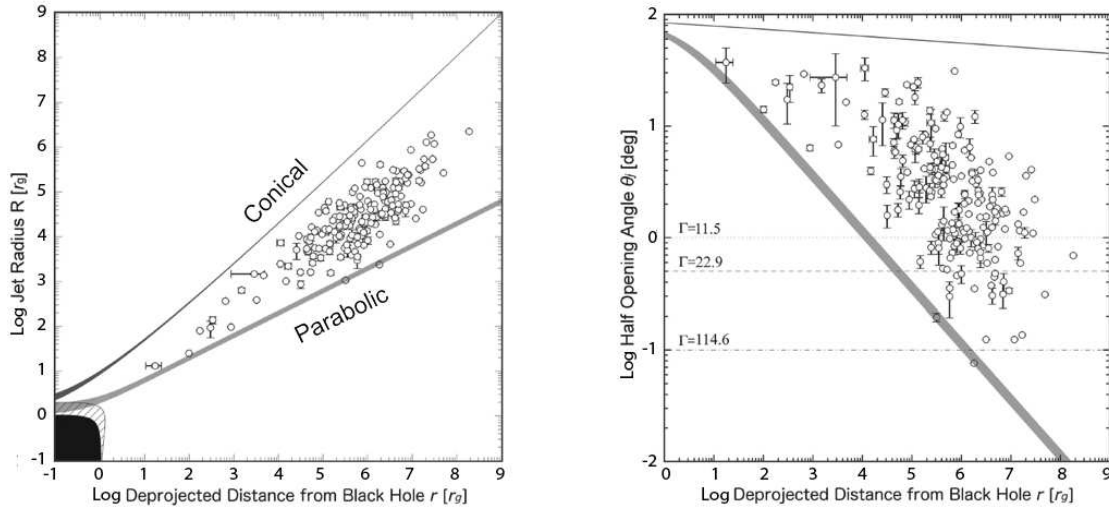 9
8
7
6
5
4
3
2
1
0
-1
Log Jet Radius R [rg]
Conical
Parabolic
-1 0 1 2 3 4 5 6 7 8 9
Log Deprojected Distance from Black Hole r [rg]
2
1
0
-1
-2
Log Half Opening Angle θj [deg]
Γ=11.5
Γ=22.9
Γ=114.6
0 1 2 3 4 5 6 7 8 9
Log Deprojected Distance from Black Hole r [rg]